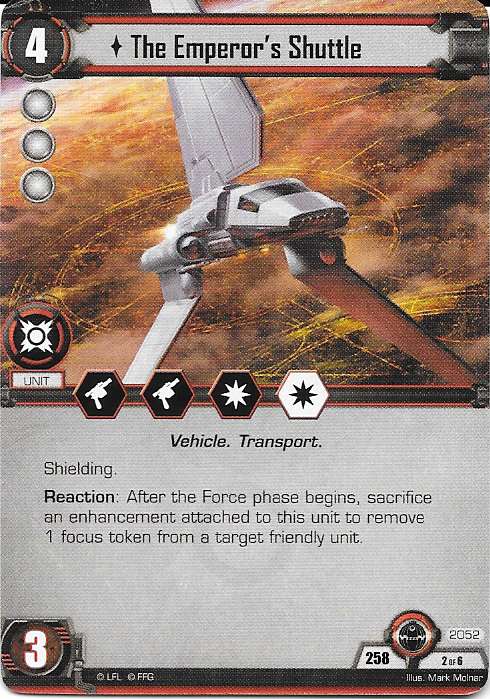 4
The Emperor's Shuttle
UNIT
Vehicle. Transport.
Shielding.
Reaction: After the Force phase begins, sacrifice
an enhancement attached to this unit to remove
1 focus token from a target friendly unit.
3
2052
258
2 OF 6
© LFL © FFG
Illus. Mark Molnar